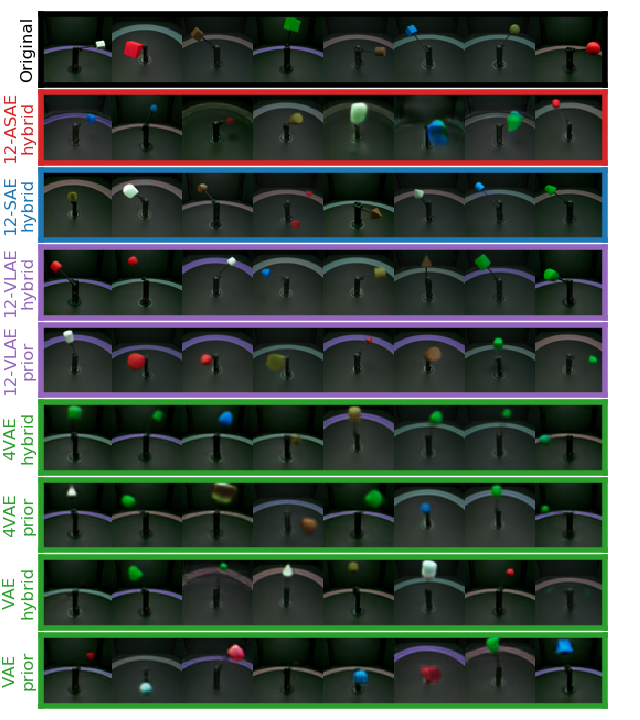 Original
12-ASAE
hybrid
12-SAE
hybrid
12-VLAE
hybrid
12-VLAE
prior
4VAE
hybrid
4VAE
prior
VAE
hybrid
VAE
prior